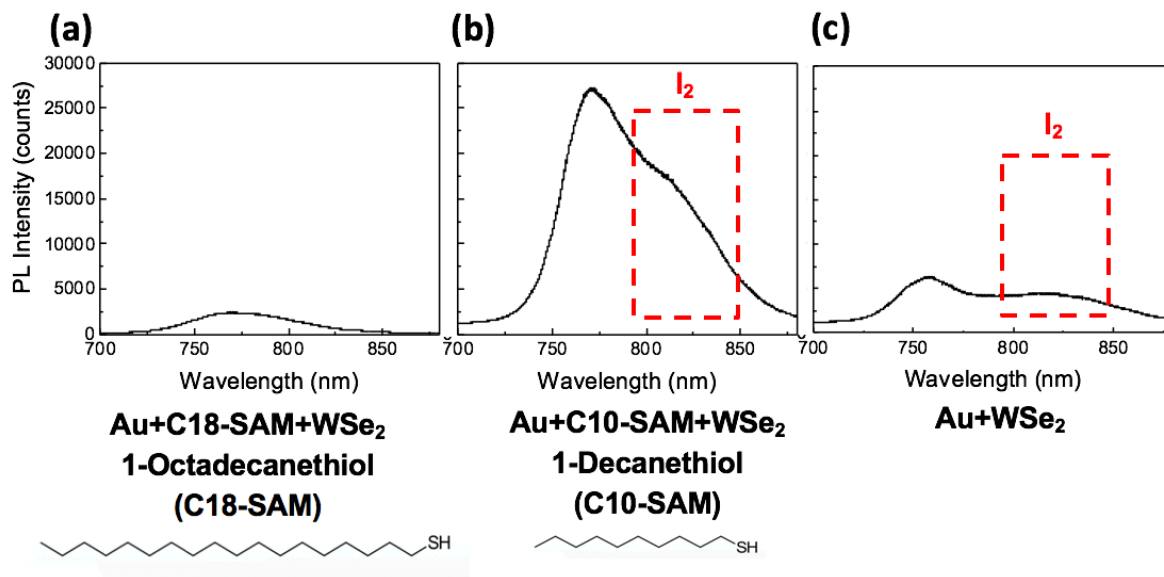 (a)
(b)
(c)
30000
25000
20000
15000
10000
5000
0
PL Intensity (counts)
I₂
I₂
700 750 800 850
700 750 800 850
700 750 800 850
Wavelength (nm)
Wavelength (nm)
Wavelength (nm)
Au+C18-SAM+WSe₂
1-Octadecanethiol
(C18-SAM)
SH
Au+C10-SAM+WSe₂
1-Decanethiol
(C10-SAM)
SH
Au+WSe₂